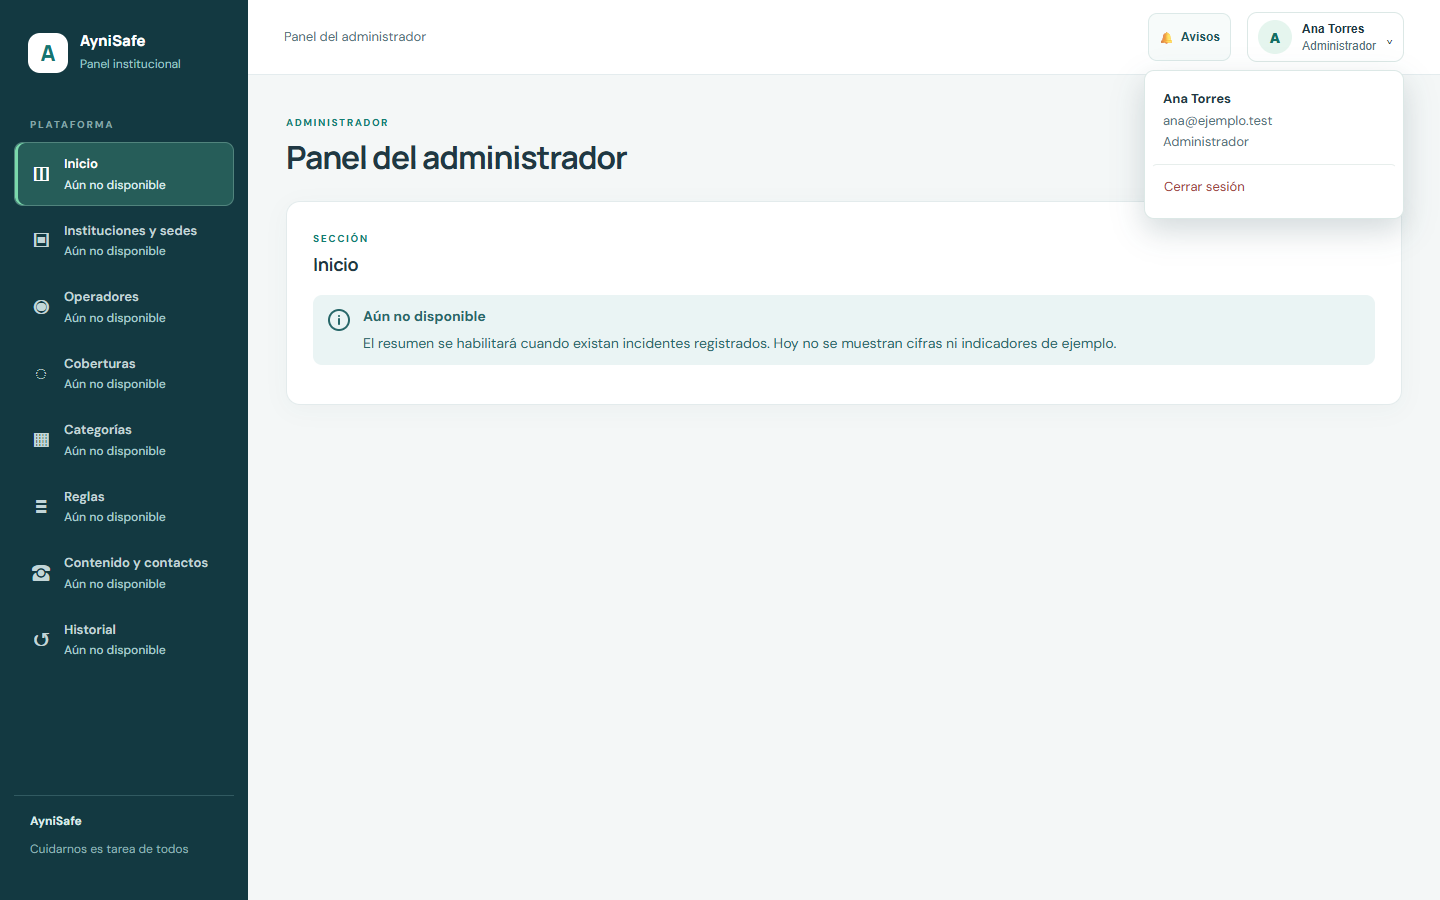 A
AyniSafe
Panel institucional
PLATAFORMA
Inicio
Aún no disponible
Instituciones y sedes
Aún no disponible
Operadores
Aún no disponible
Coberturas
Aún no disponible
Categorías
Aún no disponible
Reglas
Aún no disponible
Contenido y contactos
Aún no disponible
Historial
Aún no disponible
AyniSafe
Cuidarnos es tarea de todos
Panel del administrador
Avisos
A
Ana Torres
Administrador
Ana Torres
ana@ejemplo.test
Administrador
Cerrar sesión
ADMINISTRADOR
Panel del administrador
SECCIÓN
Inicio
Aún no disponible
El resumen se habilitará cuando existan incidentes registrados. Hoy no se muestran cifras ni indicadores de ejemplo.